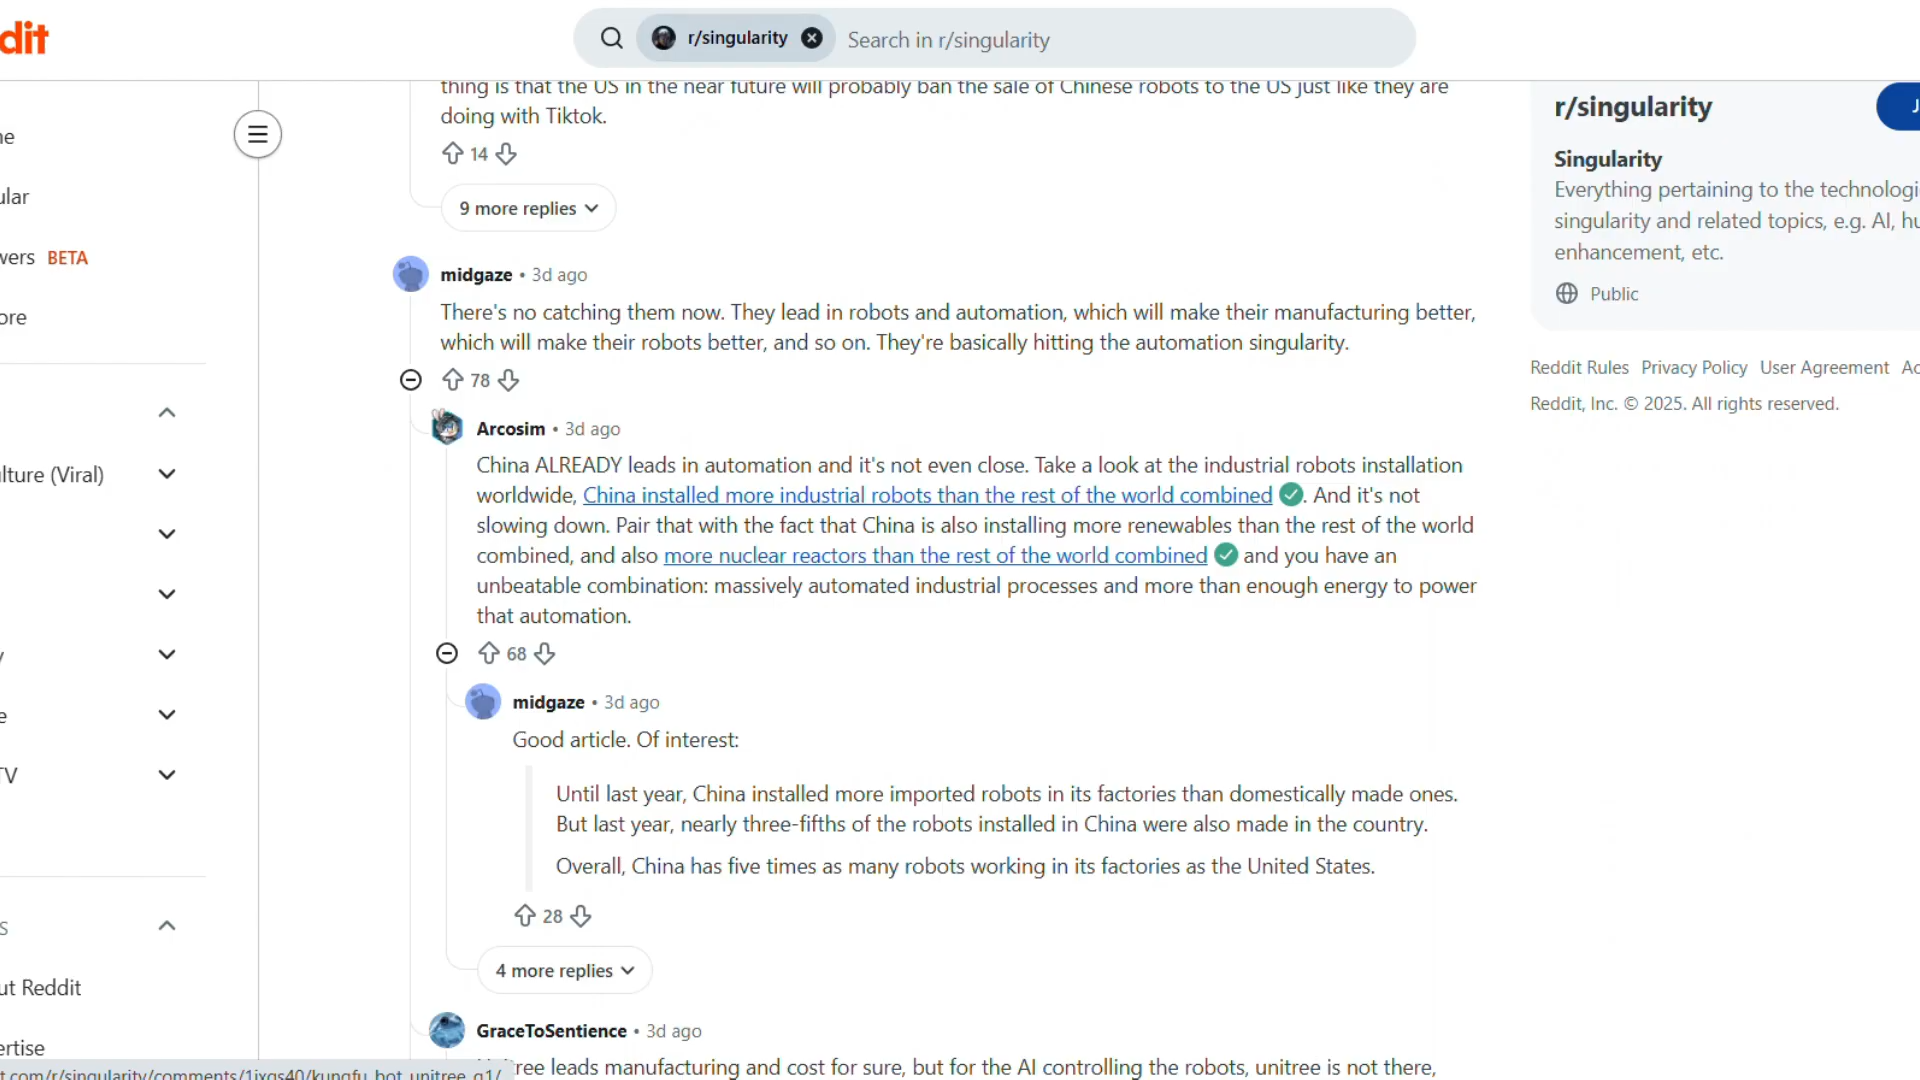 dit
r/singularity
Search in r/singularity
thing is that the US in the near future will probably ban the sale of Chinese robots to the US just like they are
doing with Tiktok.
14
9 more replies
midgaze • 3d ago
There's no catching them now. They lead in robots and automation, which will make their manufacturing better,
which will make their robots better, and so on. They're basically hitting the automation singularity.
78
Arcosim • 3d ago
China ALREADY leads in automation and it's not even close. Take a look at the industrial robots installation
worldwide, China installed more industrial robots than the rest of the world combined. And it's not
slowing down. Pair that with the fact that China is also installing more renewables than the rest of the world
combined, and also more nuclear reactors than the rest of the world combined and you have an
unbeatable combination: massively automated industrial processes and more than enough energy to power
that automation.
68
midgaze • 3d ago
Good article. Of interest:
Until last year, China installed more imported robots in its factories than domestically made ones.
But last year, nearly three-fifths of the robots installed in China were also made in the country.
Overall, China has five times as many robots working in its factories as the United States.
28
4 more replies
GraceToSentience • 3d ago
ree leads manufacturing and cost for sure, but for the AI controlling the robots, unitree is not there,
ne
ular
wers BETA
ore
lture (Viral)
y
e
TV
S
ut Reddit
ertise
t.com/r/singularity/comments/1ixgs40/kungfu_bot_unitree_g1/
r/singularity
J
Singularity
Everything pertaining to the technologi
singularity and related topics, e.g. AI, hu
enhancement, etc.
Public
Reddit Rules Privacy Policy User Agreement Ac
Reddit, Inc. © 2025. All rights reserved.